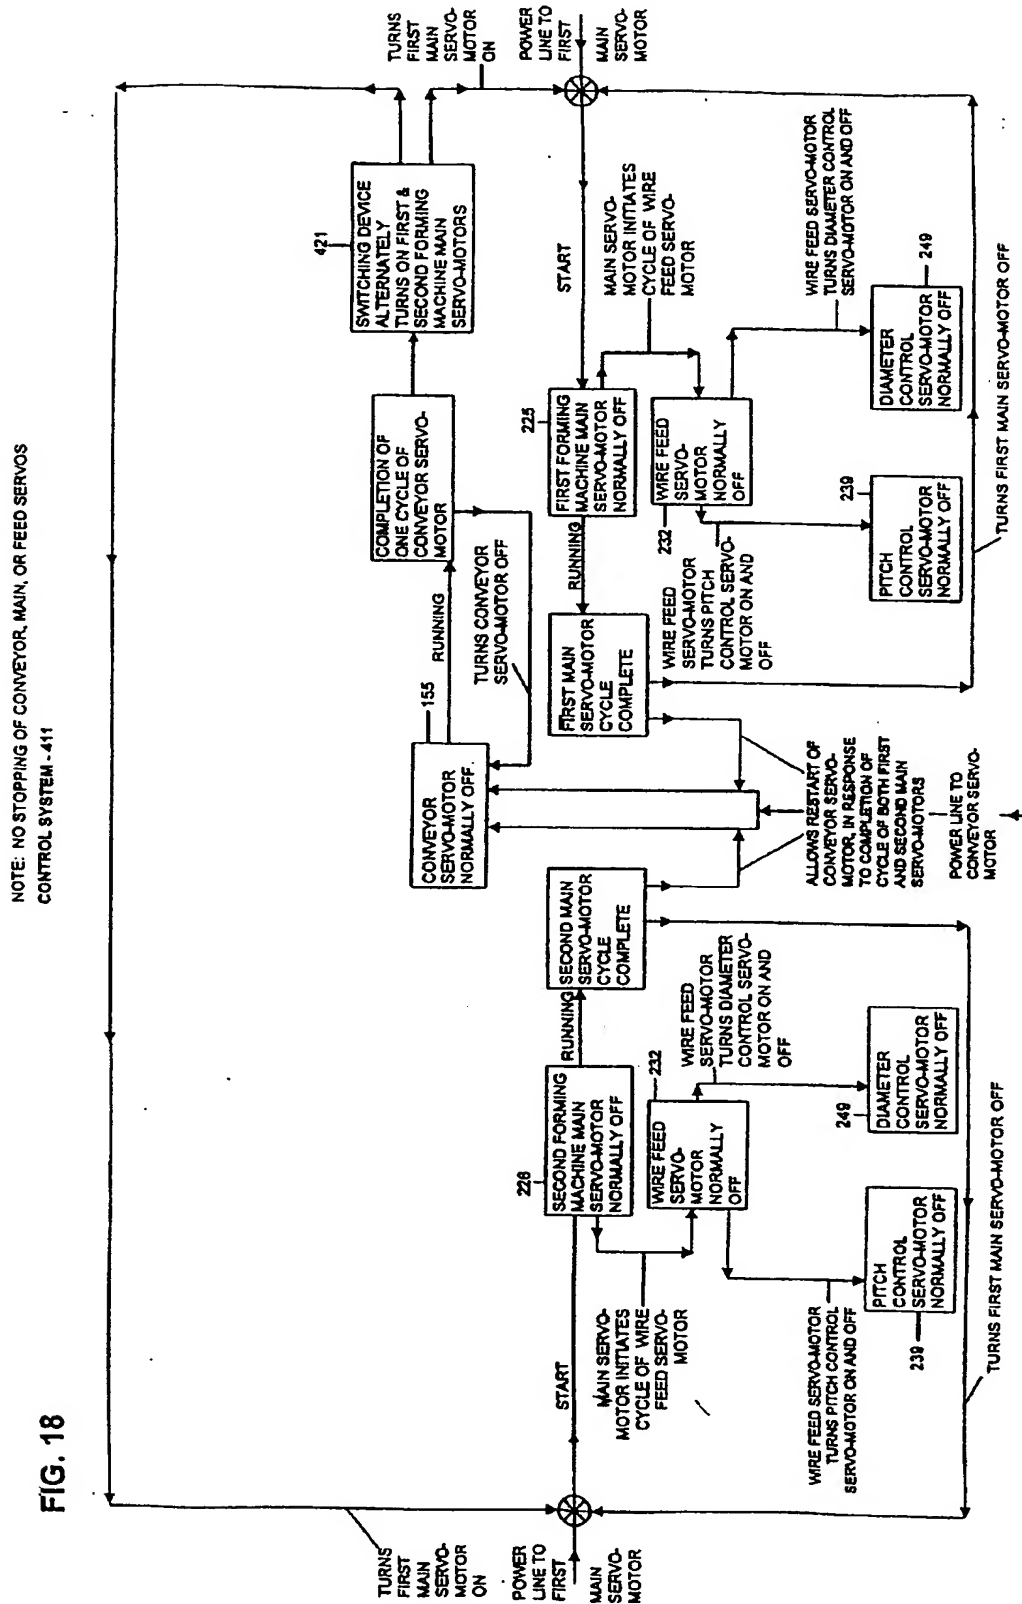 FIG. 18
NOTE: NO STOPPING OF CONVEYOR, MAIN, OR FEED SERVOS
CONTROL SYSTEM - 411
TURNS
FIRST
MAIN
SERVO-
MOTOR
ON
POWER
LINE TO
FIRST
MAIN
SERVO-
MOTOR
START
226
SECOND FORMING
MACHINE MAIN
SERVO-MOTOR
NORMALLY OFF
RUNNING
SECOND MAIN
SERVO-MOTOR
CYCLE
COMPLETE
MAIN SERVO-
MOTOR INITIATES
CYCLE OF WIRE
FEED SERVO-
MOTOR
232
WIRE FEED
SERVO-
MOTOR
NORMALLY
OFF
WIRE FEED
SERVO-MOTOR
TURNS DIAMETER
CONTROL SERVO-
MOTOR ON AND
OFF
WIRE FEED SERVO-MOTOR
TURNS PITCH CONTROL
SERVO-MOTOR ON AND OFF
PITCH
CONTROL
SERVO-MOTOR
NORMALLY OFF
239
249
DIAMETER
CONTROL
SERVO-MOTOR
NORMALLY OFF
TURNS FIRST MAIN SERVO-MOTOR OFF
CONVEYOR
SERVO-MOTOR
NORMALLY OFF.
155
RUNNING
COMPLETION OF
ONE CYCLE OF
CONVEYOR SERVO-
MOTOR
TURNS CONVEYOR
SERVO-MOTOR OFF
421
SWITCHING DEVICE
ALTERNATELY
TURNS ON FIRST &
SECOND FORMING
MACHINE MAIN
SERVO-MOTORS
TURNS
FIRST
MAIN
SERVO-
MOTOR
ON
POWER
LINE TO
FIRST
MAIN
SERVO-
MOTOR
START
225
FIRST FORMING
MACHINE MAIN
SERVO-MOTOR
NORMALLY OFF
RUNNING
FIRST MAIN
SERVO-MOTOR
CYCLE
COMPLETE
MAIN SERVO-
MOTOR INITIATES
CYCLE OF WIRE
FEED SERVO-
MOTOR
232
WIRE FEED
SERVO-
MOTOR
NORMALLY
OFF
WIRE FEED
SERVO-MOTOR
TURNS PITCH
CONTROL SERVO-
MOTOR ON AND
OFF
WIRE FEED SERVO-MOTOR
TURNS DIAMETER CONTROL
SERVO-MOTOR ON AND OFF
239
PITCH
CONTROL
SERVO-MOTOR
NORMALLY OFF
249
DIAMETER
CONTROL
SERVO-MOTOR
NORMALLY OFF
TURNS FIRST MAIN SERVO-MOTOR OFF
ALLOWS RESTART OF
CONVEYOR SERVO-
MOTOR, IN RESPONSE
TO COMPLETION OF
CYCLE OF BOTH FIRST
AND SECOND MAIN
SERVO-MOTORS
POWER LINE TO
CONVEYOR SERVO-
MOTOR